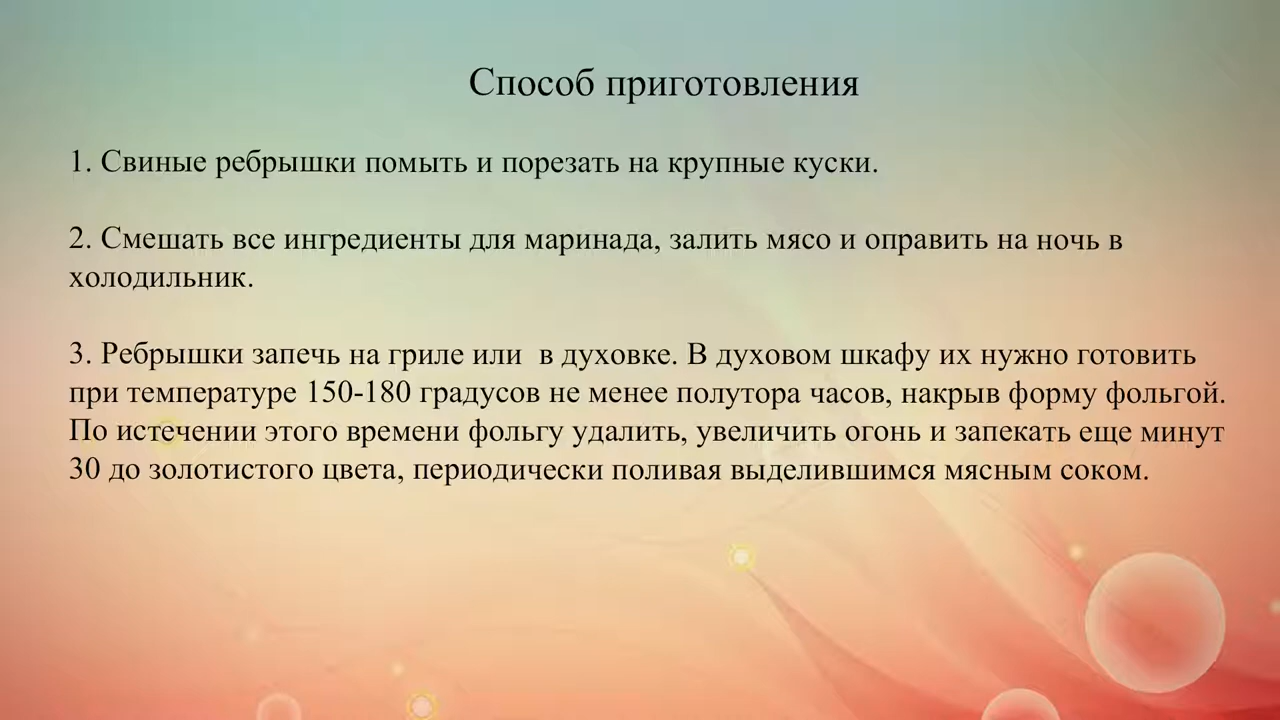 Способ приготовления
1. Свиные ребрышки помыть и порезать на крупные куски.
2. Смешать все ингредиенты для маринада, залить мясо и оправить на ночь в
холодильник.
3. Ребрышки запечь на гриле или  в духовке. В духовом шкафу их нужно готовить
при температуре 150-180 градусов не менее полутора часов, накрыв форму фольгой.
По истечении этого времени фольгу удалить, увеличить огонь и запекать еще минут
30 до золотистого цвета, периодически поливая выделившимся мясным соком.